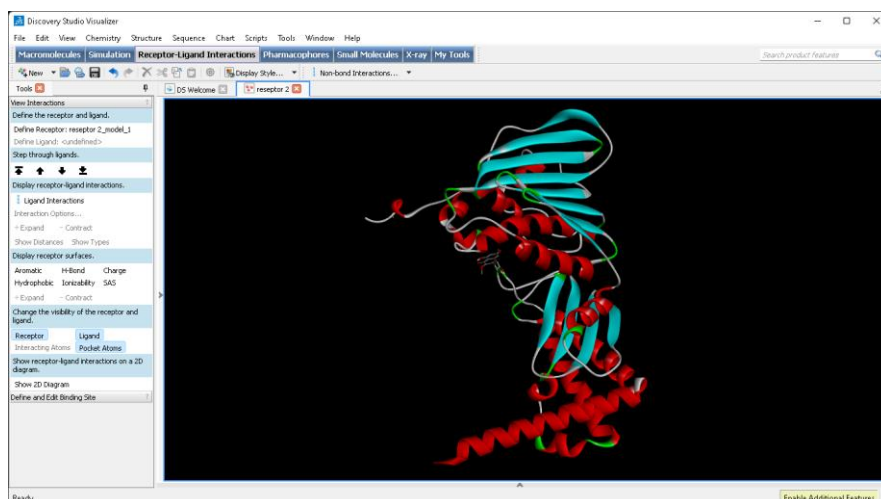 Discovery Studio Visualizer
File Edit View Chemistry Structure Sequence Chart Scripts Tools Window Help
Macromolecules Simulation Receptor-Ligand Interactions Pharmacophores Small Molecules X-ray My Tools
Search product features
New Display Style... Non-bond Interactions...
Tools
DS Welcome reseptor 2
View Interactions
Define the receptor and ligand.
Define Receptor: reseptor 2_model_1
Define Ligand: <undefined>
Step through ligands.
Display receptor-ligand interactions.
Ligand Interactions
Interaction Options...
+ Expand - Contract
Show Distances Show Types
Display receptor surfaces.
Aromatic H-Bond Charge
Hydrophobic Ionizability SAS
+ Expand - Contract
Change the visibility of the receptor and
ligand.
Receptor Ligand
Interacting Atoms Pocket Atoms
Show receptor-ligand interactions on a 2D
diagram.
Show 2D Diagram
Define and Edit Binding Site
Ready
Enable Additional Features